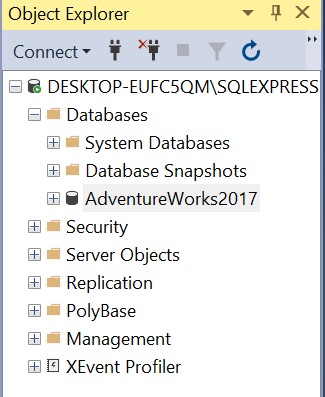 Object Explorer
Connect
DESKTOP-EUFC5QM\SQLEXPRESS
Databases
System Databases
Database Snapshots
AdventureWorks2017
Security
Server Objects
Replication
PolyBase
Management
XEvent Profiler